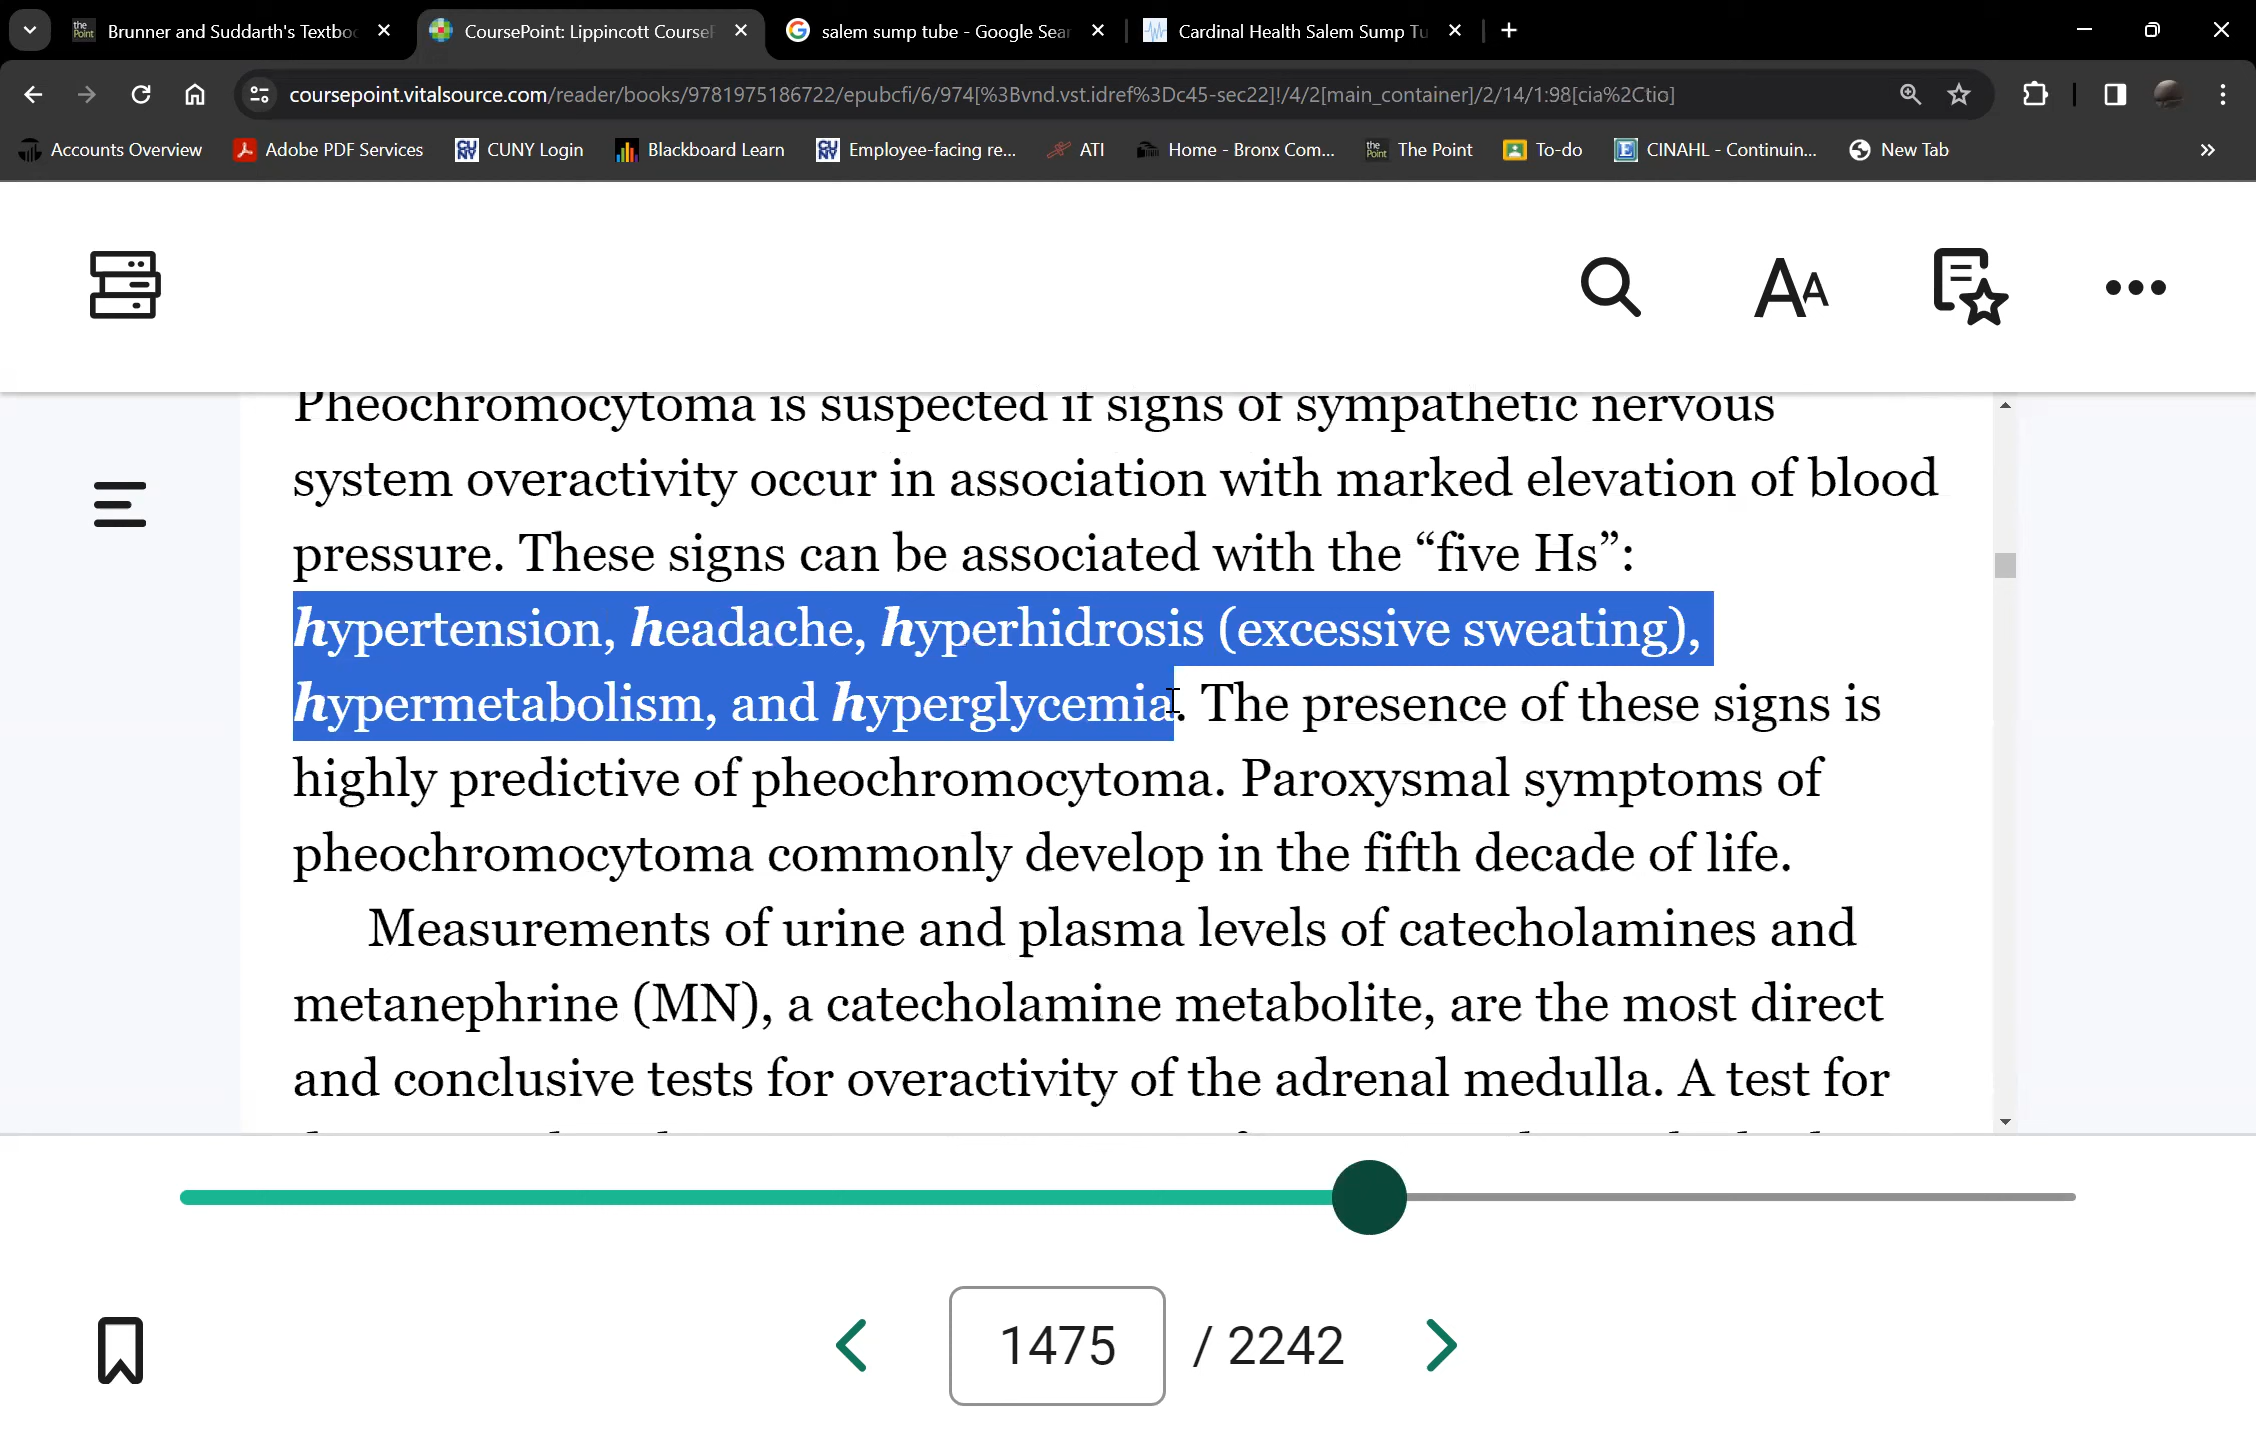 Brunner and Suddarth's Textboo
CoursePoint: Lippincott CourseP
salem sump tube - Google Sear
Cardinal Health Salem Sump Tu
coursepoint.vitalsource.com/reader/books/9781975186722/epubcfi/6/974[%3Bvnd.vst.idref%3Dc45-sec22]!/4/2[main_container]/2/14/1:98[cia%2Ctio]
Accounts Overview
Adobe PDF Services
CUNY Login
Blackboard Learn
Employee-facing re...
ATI
Home - Bronx Com...
The Point
To-do
CINAHL - Continuin...
New Tab
AA
Pheochromocytoma is suspected if signs of sympathetic nervous
system overactivity occur in association with marked elevation of blood
pressure. These signs can be associated with the “five Hs”:
hypertension, headache, hyperhidrosis (excessive sweating),
hypermetabolism, and hyperglycemia. The presence of these signs is
highly predictive of pheochromocytoma. Paroxysmal symptoms of
pheochromocytoma commonly develop in the fifth decade of life.
Measurements of urine and plasma levels of catecholamines and
metanephrine (MN), a catecholamine metabolite, are the most direct
and conclusive tests for overactivity of the adrenal medulla. A test for
1475 / 2242